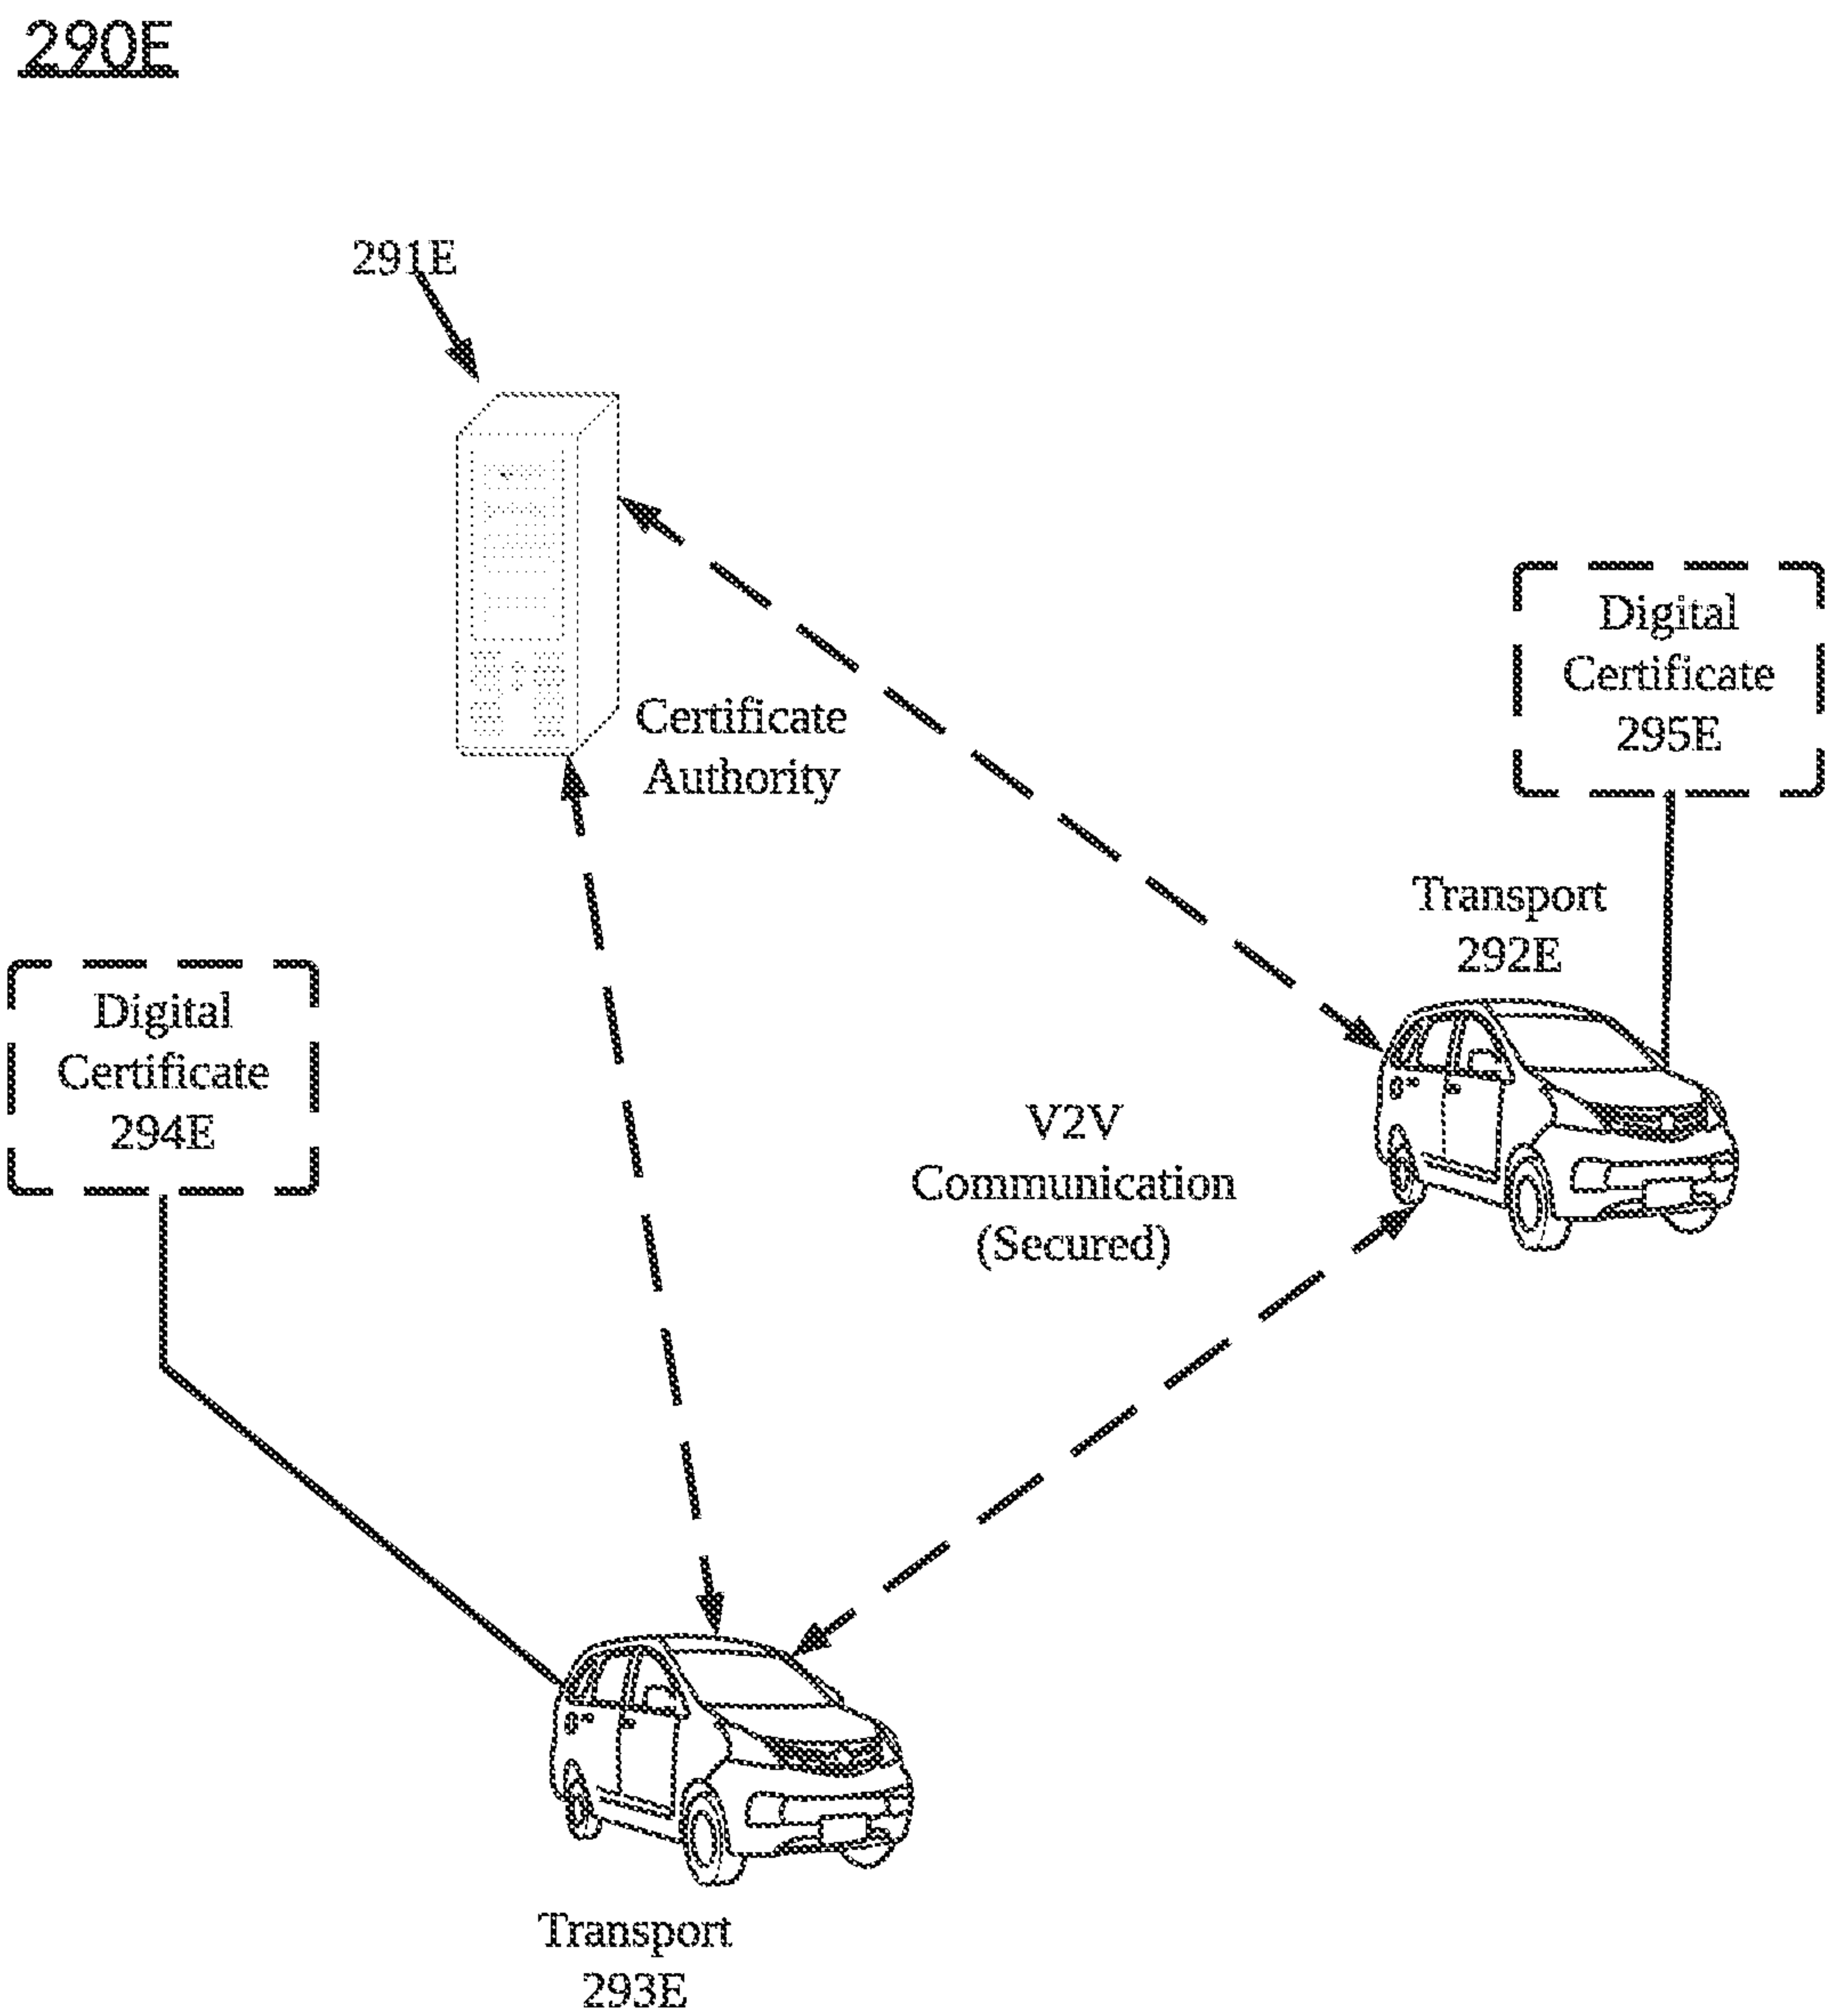 290E
291E
Certificate
Authority
Digital
Certificate
295E
Transport
292E
Digital
Certificate
294E
V2V
Communication
(Secured)
Transport
293E